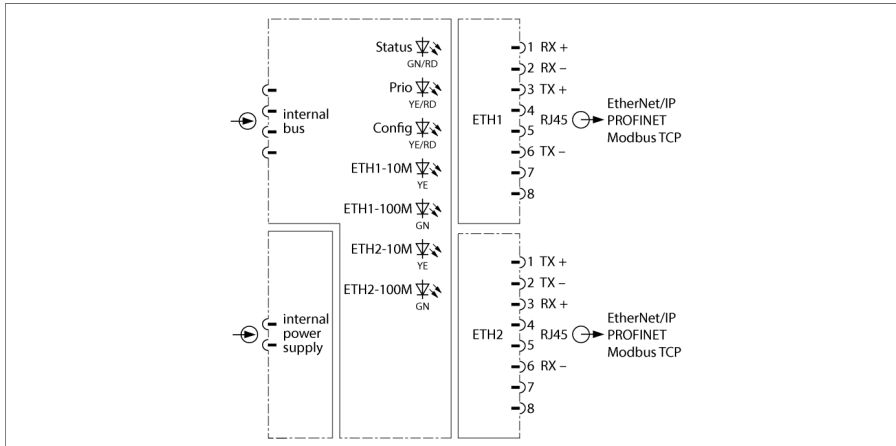 Status
GN/RD
Prio
YE/RD
Config
YE/RD
ETH1-10M
YE
ETH1-100M
GN
ETH2-10M
YE
ETH2-100M
GN
internal
bus
internal
power
supply
ETH1
1 RX +
2 RX –
3 TX +
4
5
6 TX –
7
8
RJ45
EtherNet/IP
PROFINET
Modbus TCP
ETH2
1 TX +
2 TX –
3 RX +
4
5
6 RX –
7
8
RJ45
EtherNet/IP
PROFINET
Modbus TCP